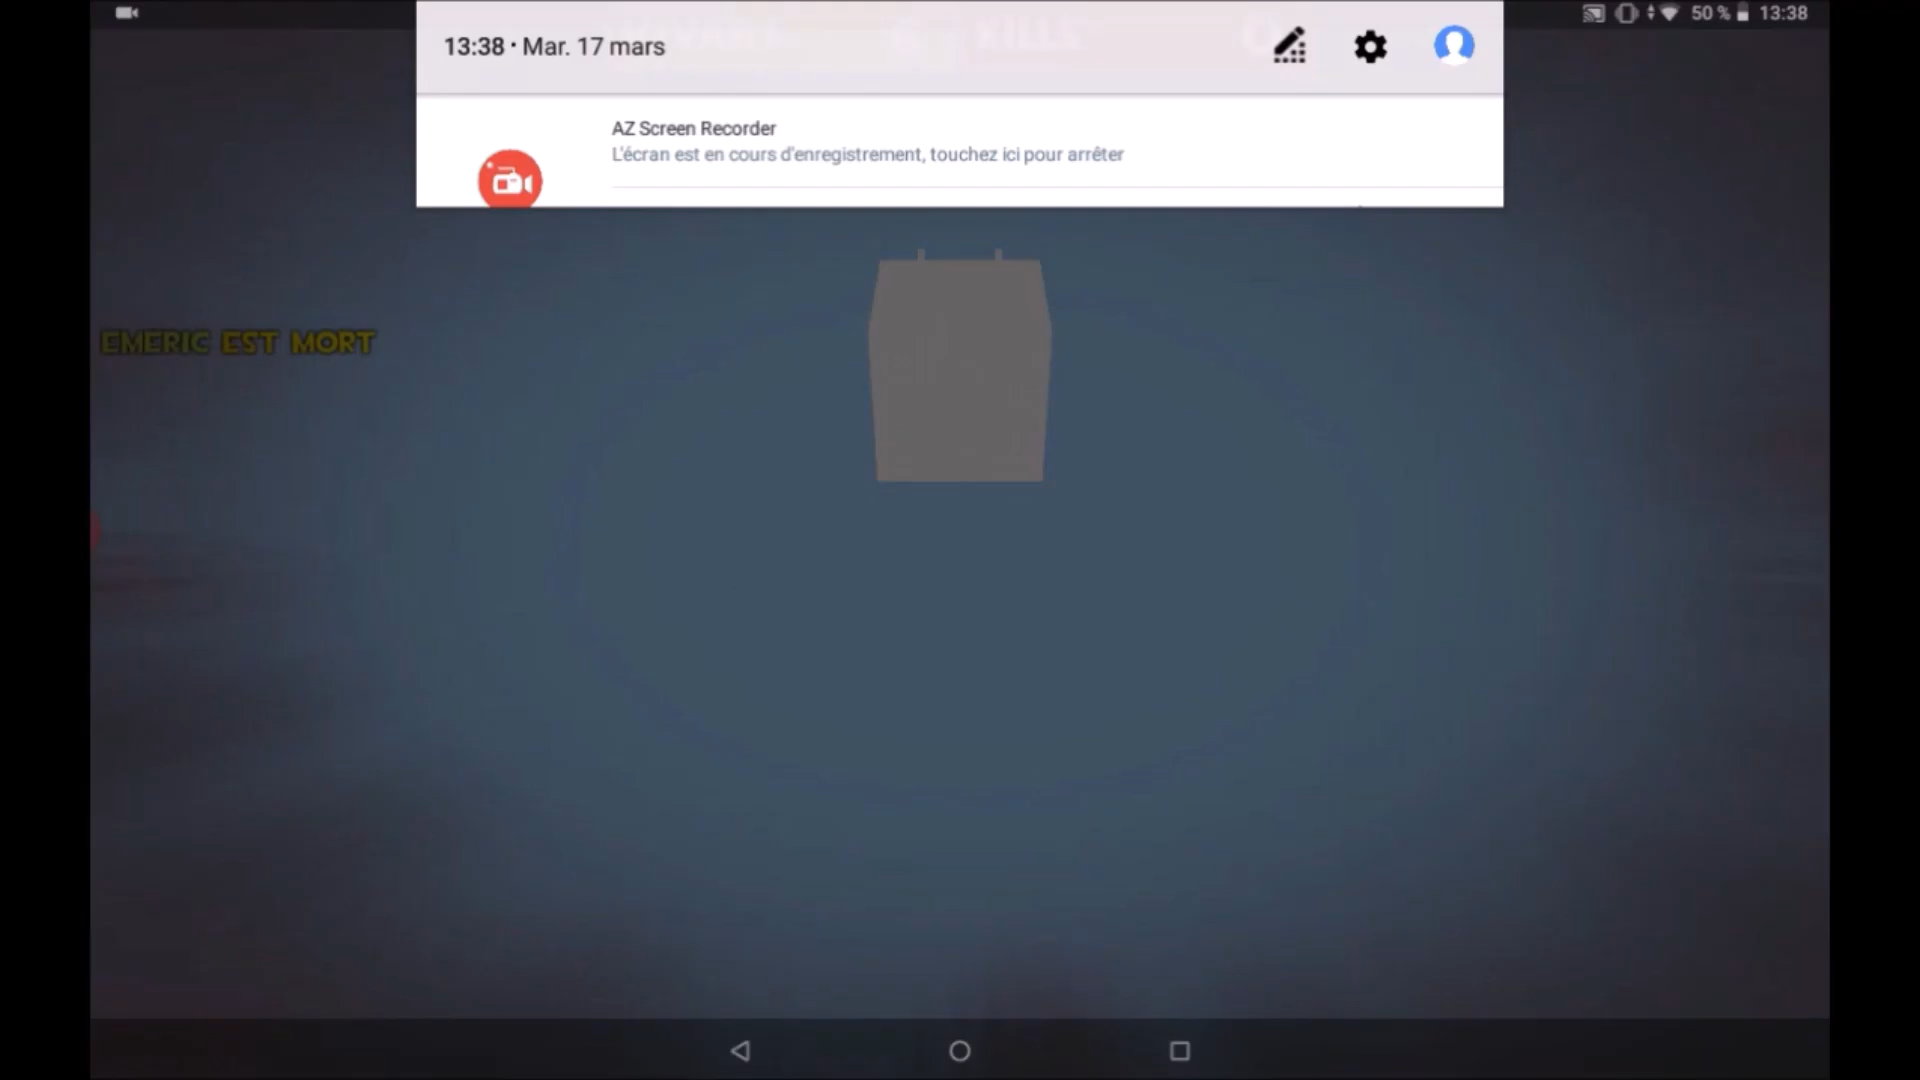 50 % 13:38
13:38 · Mar. 17 mars
KILLS
AZ Screen Recorder
L'écran est en cours d'enregistrement, touchez ici pour arrêter
EMERIC EST MORT